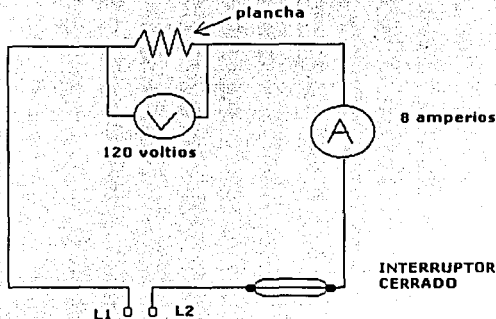 plancha
V
120 voltios
A
8 amperios
INTERRUPTOR
CERRADO
L1 L2